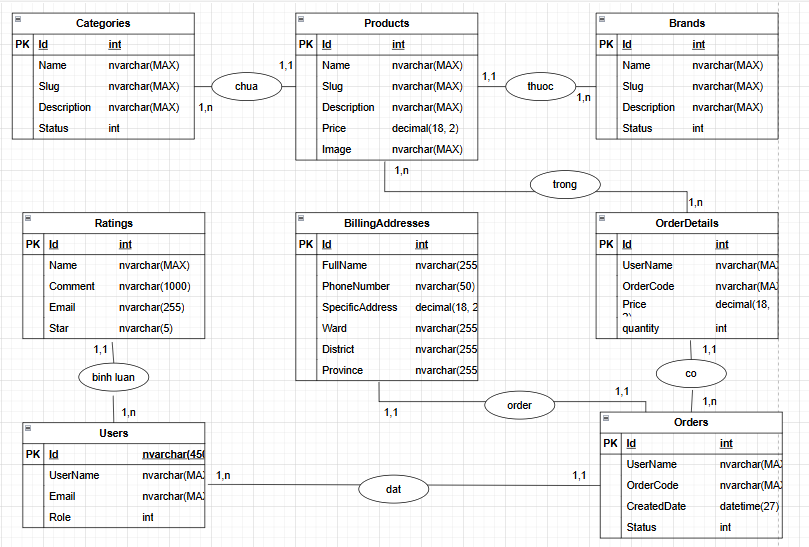 Categories
PK Id int
Name nvarchar(MAX)
Slug nvarchar(MAX)
Description nvarchar(MAX)
Status int
1,n
chua
1,1
Products
PK Id int
Name nvarchar(MAX)
Slug nvarchar(MAX)
Description nvarchar(MAX)
Price decimal(18, 2)
Image nvarchar(MAX)
1,1
thuoc
1,n
Brands
PK Id int
Name nvarchar(MAX)
Slug nvarchar(MAX)
Description nvarchar(MAX)
Status int
1,n
trong
1,n
Ratings
PK Id int
Name nvarchar(MAX)
Comment nvarchar(1000)
Email nvarchar(255)
Star nvarchar(5)
BillingAddresses
PK Id int
FullName nvarchar(255
PhoneNumber nvarchar(50)
SpecificAddress decimal(18, 2
Ward nvarchar(255
District nvarchar(255
Province nvarchar(255
OrderDetails
PK Id int
UserName nvarchar(MA
OrderCode nvarchar(MA
Price decimal(18,
quantity int
1,1
binh luan
1,n
1,1
order
1,1
1,1
co
1,n
Users
PK Id nvarchar(450
UserName nvarchar(MA
Email nvarchar(MA
Role int
1,n
dat
1,1
Orders
PK Id int
UserName nvarchar(MA
OrderCode nvarchar(MA
CreatedDate datetime(27)
Status int